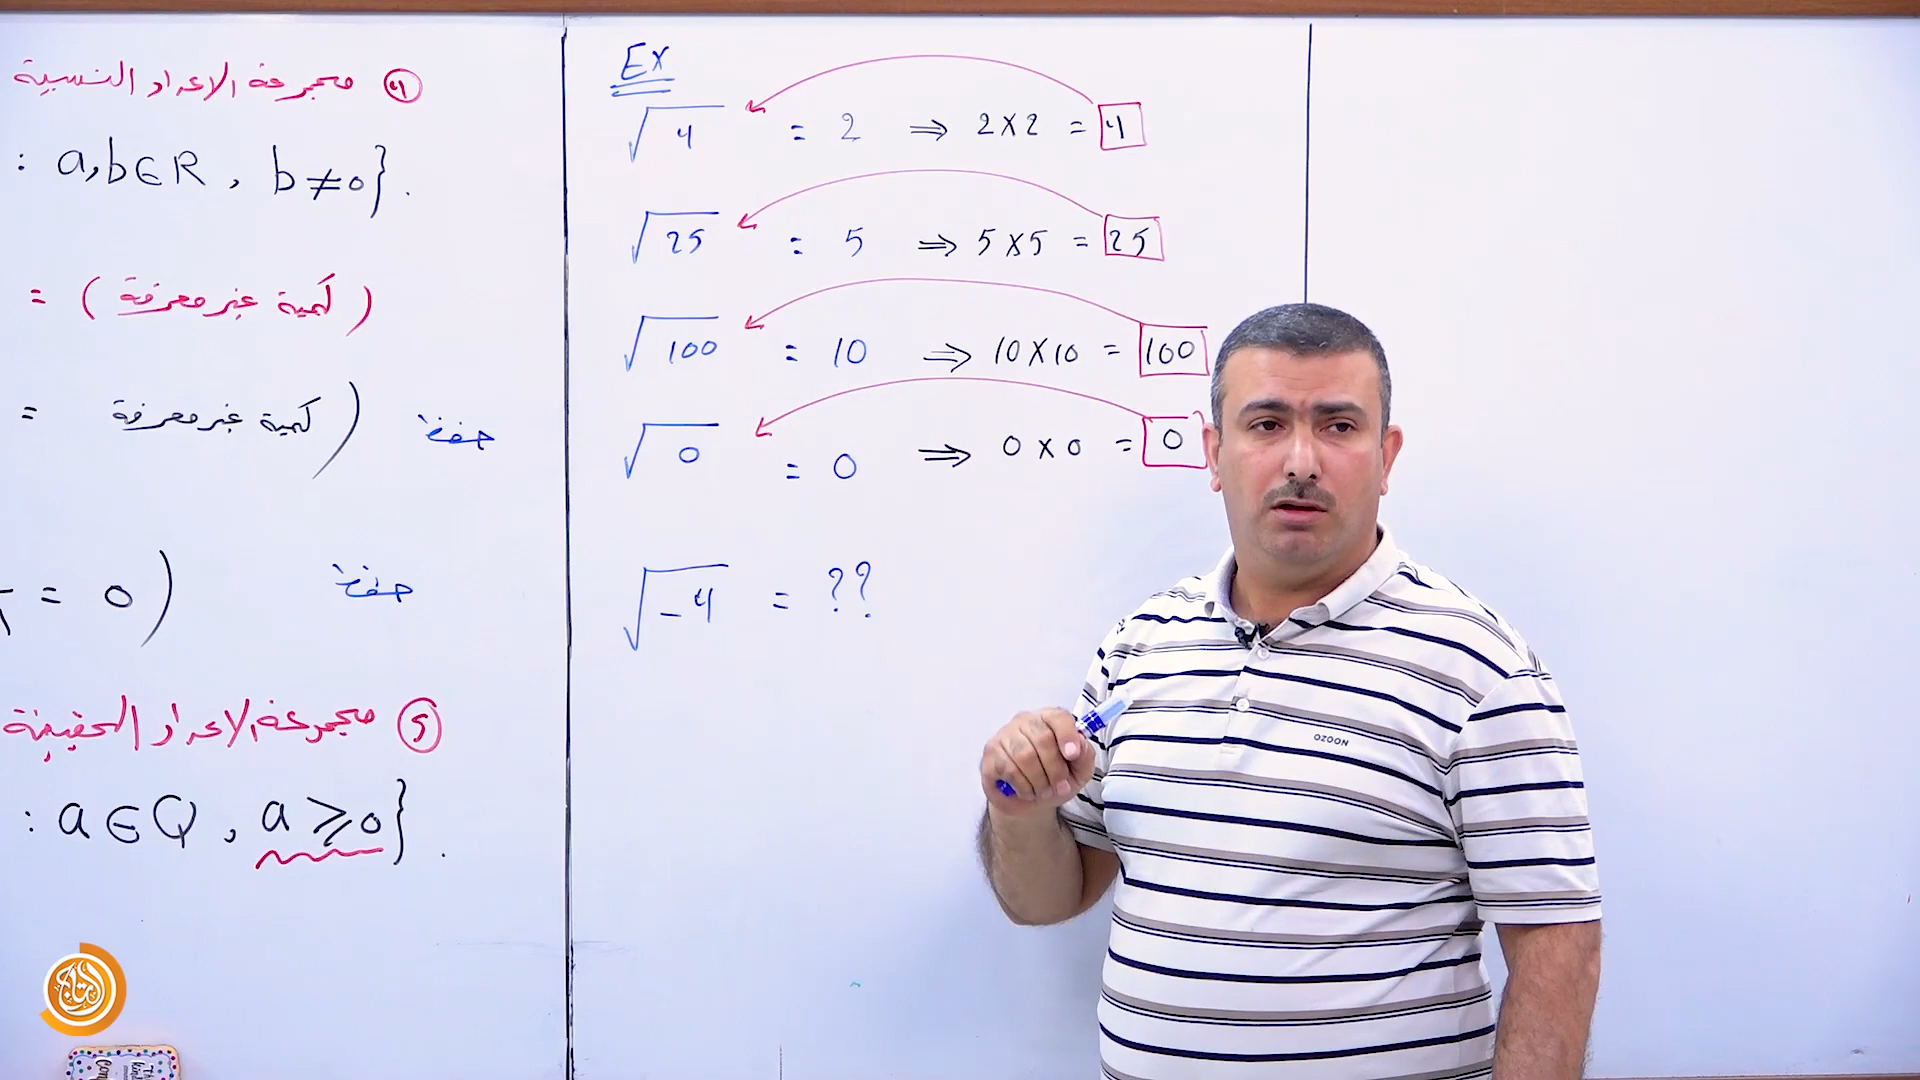 ④ مجموعة الاعداد النسبية
: a,b∈R , b≠0} .
= (كمية غير معرفة)
= كمية غير معرفة) حفظ
= 0) حفظ
⑤ مجموعة الاعداد الحقيقية
: a∈Q , a≥0} .
Ex
√4 = 2 ⇒ 2×2 = 4
√25 = 5 ⇒ 5×5 = 25
√100 = 10 ⇒ 10×10 = 100
√0 = 0 ⇒ 0×0 = 0
√-4 = ??
OZOON
التاج